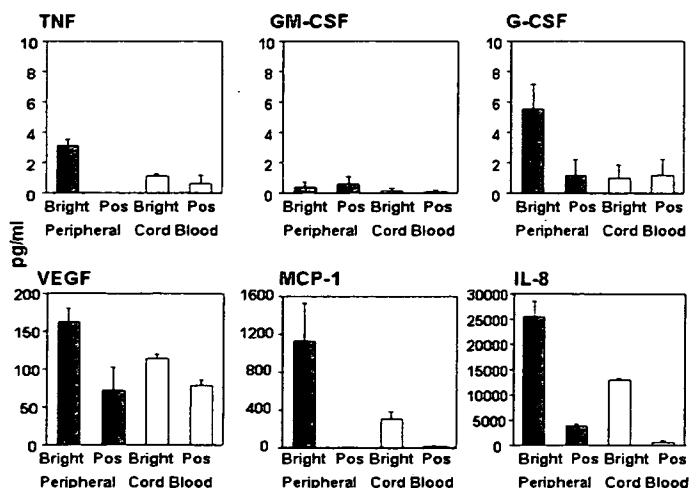 TNF
GM-CSF
G-CSF
10
8
6
4
2
0
10
8
6
4
2
0
10
8
6
4
2
0
Bright Pos Bright Pos
Bright Pos Bright Pos
Bright Pos Bright Pos
Peripheral Cord Blood
Peripheral Cord Blood
Peripheral Cord Blood
pg/ml
VEGF
MCP-1
IL-8
200
150
100
50
0
1600
1200
800
400
0
30000
25000
20000
15000
10000
5000
0
Bright Pos Bright Pos
Bright Pos Bright Pos
Bright Pos Bright Pos
Peripheral Cord Blood
Peripheral Cord Blood
Peripheral Cord Blood